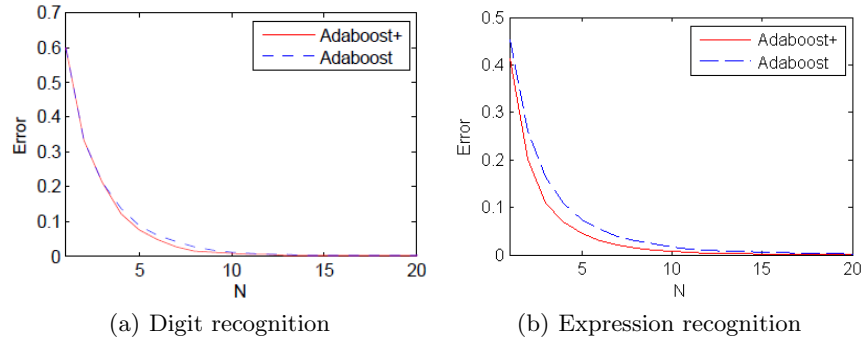 0.7
0.6
0.5
0.4
0.3
0.2
0.1
0
Error
5
10
15
20
N
Adaboost+
Adaboost
(a) Digit recognition
0.5
0.4
0.3
0.2
0.1
0
Error
5
10
15
20
N
Adaboost+
Adaboost
(b) Expression recognition